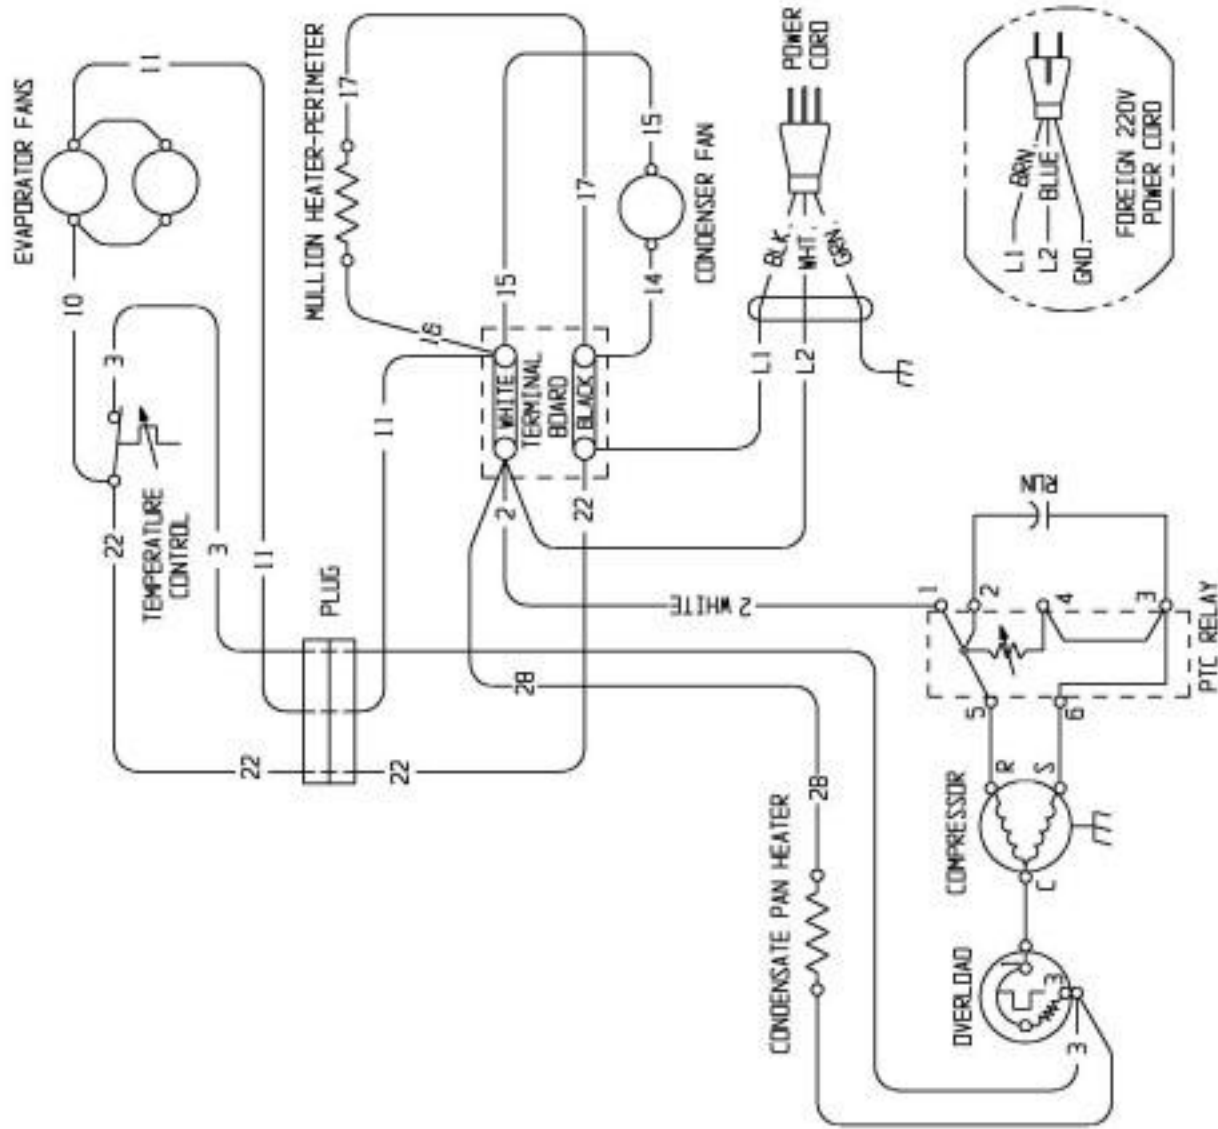 EVAPORATOR FANS
10
22
3
11
TEMPERATURE
CONTROL
3
22
11
MULLION HEATER-PERIMETER
PLUG
17
11
22
16
2
WHITE
15
28
TERMINAL
BOARD
22
BLACK
17
14
15
2 WHITE
CONDENSER FAN
L1
BLK.
L2
WHT.
GRN.
POWER
CORD
CONDENSATE PAN HEATER
28
OVERLOAD
3
3
C
COMPRESSOR
R
S
5
6
1
2
4
3
RUN
PTC RELAY
L1
BRN.
L2
BLUE
GND.
FOREIGN 220V
POWER CORD